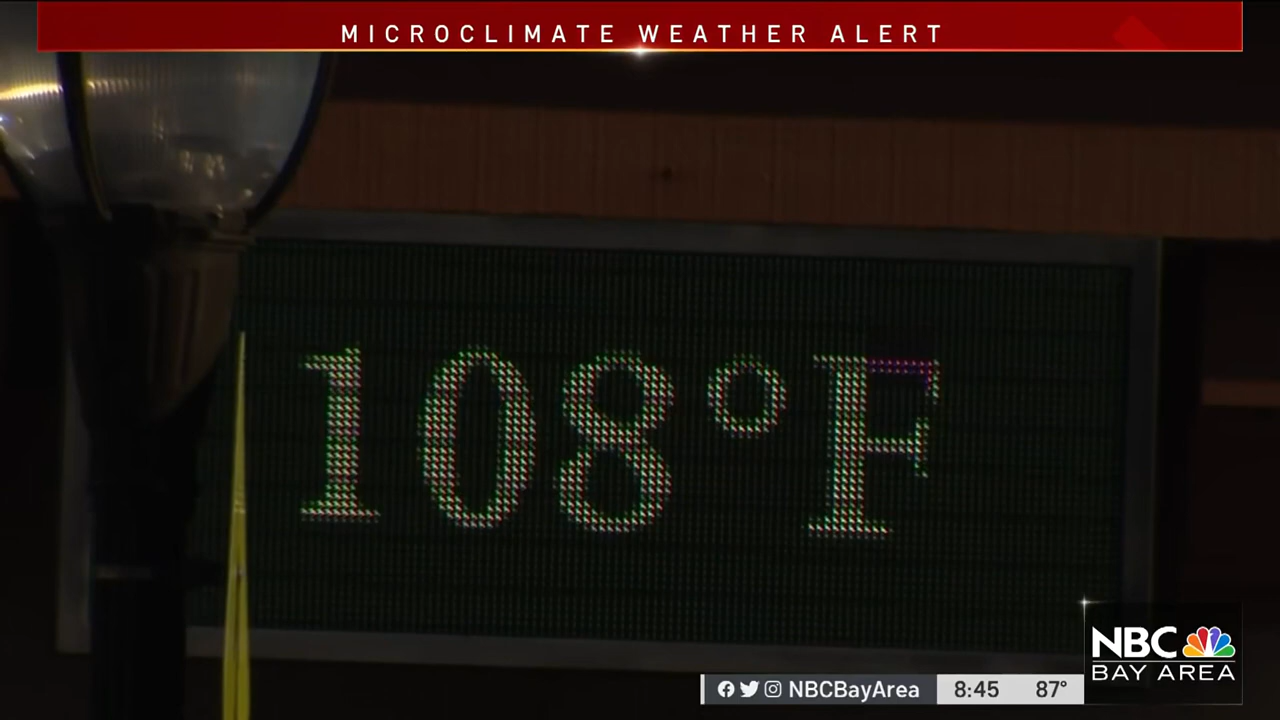 MICROCLIMATE WEATHER ALERT
108°F
NBC
BAY AREA
NBCBayArea 8:45 87°